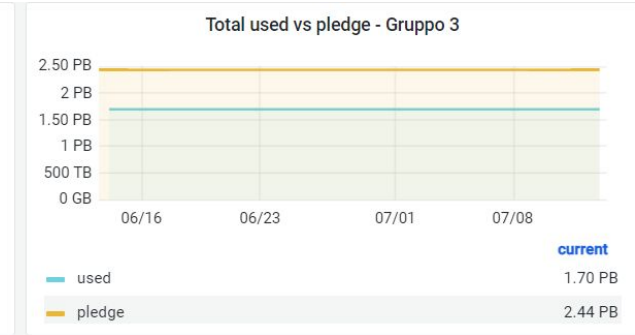 Total used vs pledge - Gruppo 3
2.50 PB
2 PB
1.50 PB
1 PB
500 TB
0 GB
06/16 06/23 07/01 07/08
current
used 1.70 PB
pledge 2.44 PB